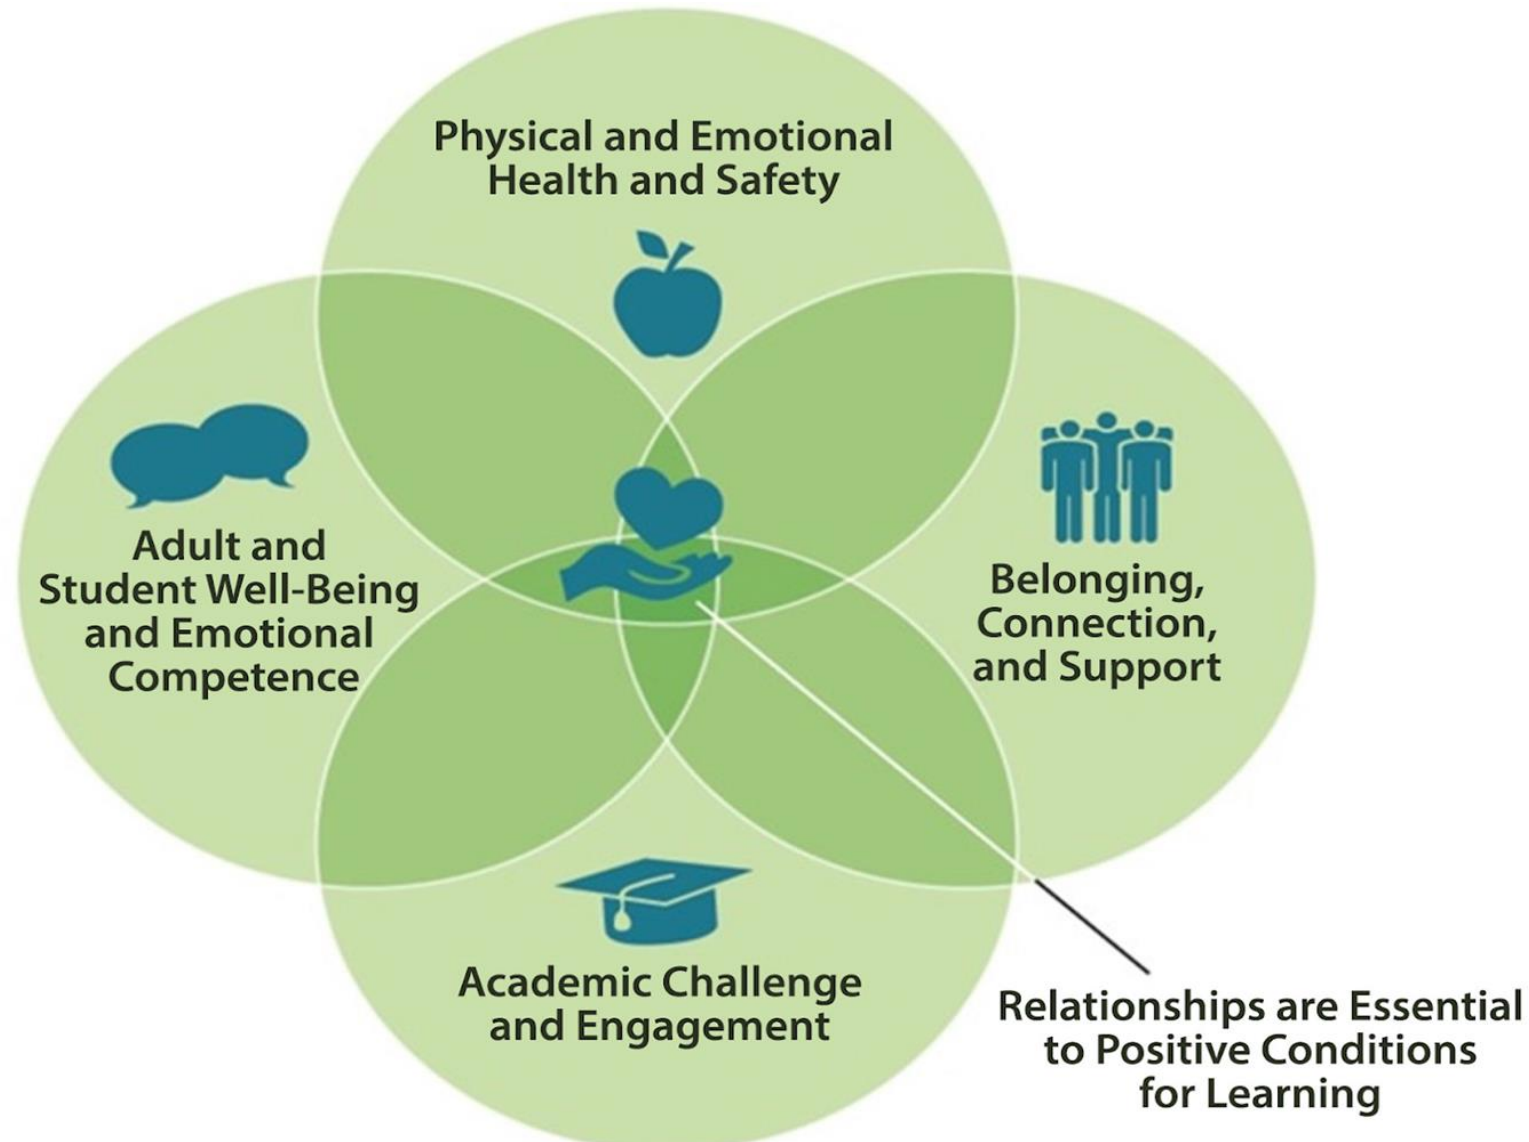 Physical and Emotional
Health and Safety
Adult and
Student Well-Being
and Emotional
Competence
Belonging,
Connection,
and Support
Academic Challenge
and Engagement
Relationships are Essential
to Positive Conditions
for Learning